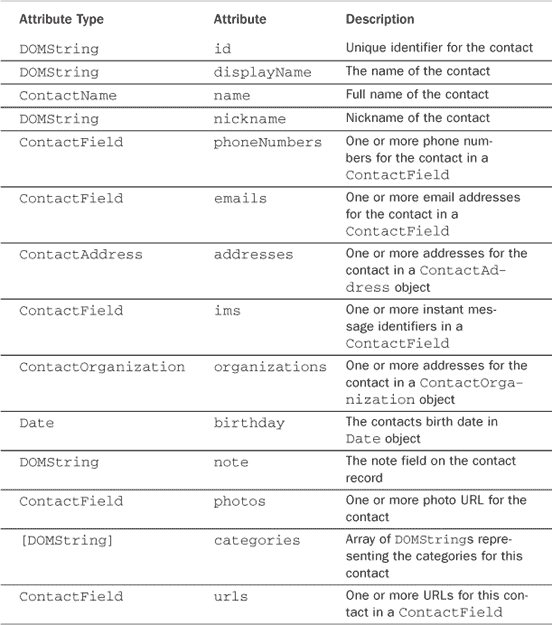 Attribute Type Attribute Description
DOMString id Unique identifier for the contact
DOMString displayName The name of the contact
ContactName name Full name of the contact
DOMString nickname Nickname of the contact
ContactField phoneNumbers One or more phone num-
bers for the contact in a
ContactField
ContactField emails One or more email addresses
for the contact in a
ContactField
ContactAddress addresses One or more addresses for the
contact in a ContactAd-
dress object
ContactField ims One or more instant mes-
sage identifiers in a
ContactField
ContactOrganization organizations One or more addresses for the
contact in a ContactOrga-
nization object
Date birthday The contacts birth date in
Date object
DOMString note The note field on the contact
record
ContactField photos One or more photo URL for the
contact
[DOMString] categories Array of DOMStrings repre-
senting the categories for this
contact
ContactField urls One or more URLs for this con-
tact in a ContactField